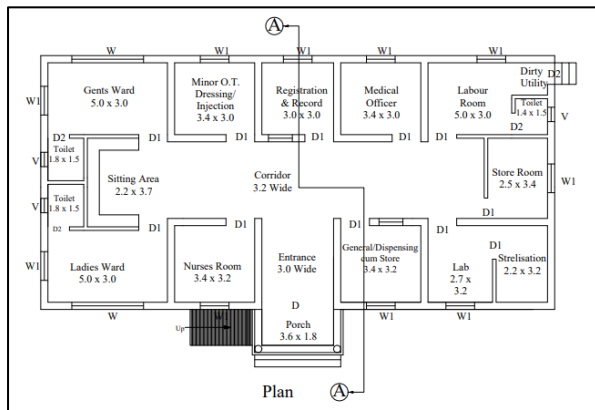 A
W
W1
W1
W1
W1
Gents Ward
5.0 x 3.0
Minor O.T.
Dressing/
Injection
3.4 x 3.0
Registration
& Record
3.0 x 3.0
Medical
Officer
3.4 x 3.0
Labour
Room
5.0 x 3.0
Dirty
Utility
D2
W1
Toilet
1.4 x 1.5
V
D2
D2
D1
D1
D1
D1
D1
Toilet
1.8 x 1.5
V
Sitting Area
2.2 x 3.7
Corridor
3.2 Wide
Store Room
2.5 x 3.4
W1
V
Toilet
1.8 x 1.5
D2
D1
D1
D1
D1
D1
W1
Ladies Ward
5.0 x 3.0
Nurses Room
3.4 x 3.2
Entrance
3.0 Wide
General/Dispensing
cum Store
3.4 x 3.2
Lab
2.7 x
3.2
D1
Strelisation
2.2 x 3.2
D
W
W1
W1
W1
Up
Porch
3.6 x 1.8
Plan
A